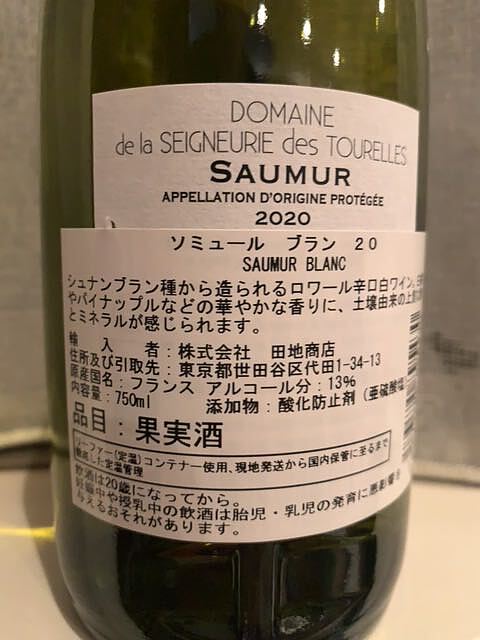 DOMAINE
de la SEIGNEURIE des TOURELLES
SAUMUR
APPELLATION D'ORIGINE PROTÉGÉE
2020
ソミュール ブラン 20
SAUMUR BLANC
シュナンブラン種から造られるロワール辛口白ワイン。
やパイナップルなどの華やかな香りに、土壌由来の上
とミネラルが感じられます。
輸入者:株式会社 田地商店
住所及び引取先:東京都世田谷区代田1-34-13
原産国名:フランス アルコール分:13%
内容量:750ml 添加物:酸化防止剤(亜硫酸塩
品目:果実酒
リーファー(定温)コンテナー使用、現地発送から国内保管に至るまで
徹底した定温管理
飲酒は20歳になってから。
妊娠中や授乳中の飲酒は胎児・乳児の発育に悪影響を
与えるおそれがあります。